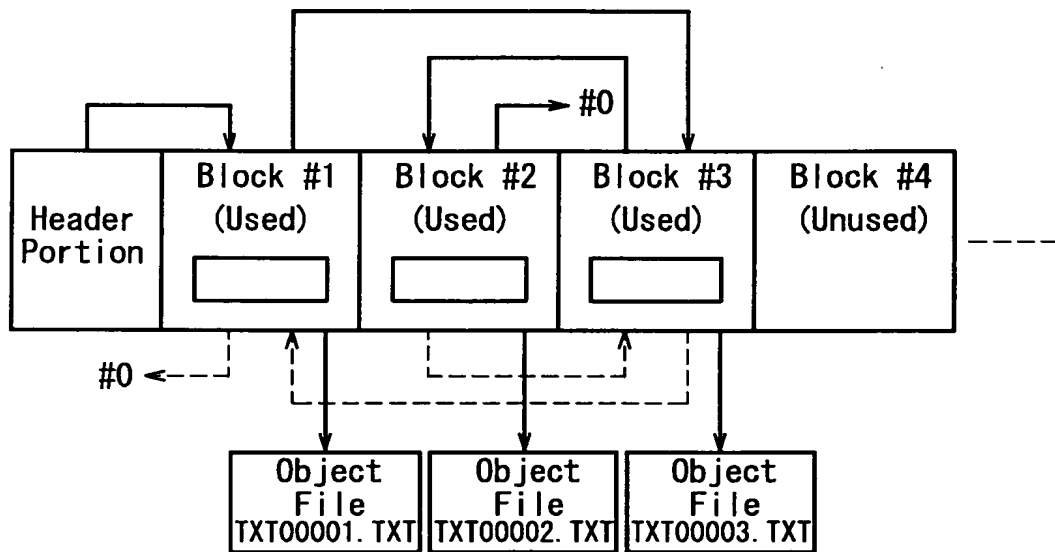 #0
Header
Portion
Block #1
(Used)
Block #2
(Used)
Block #3
(Used)
Block #4
(Unused)
#0
Object
File
TXT00001. TXT
Object
File
TXT00002. TXT
Object
File
TXT00003. TXT